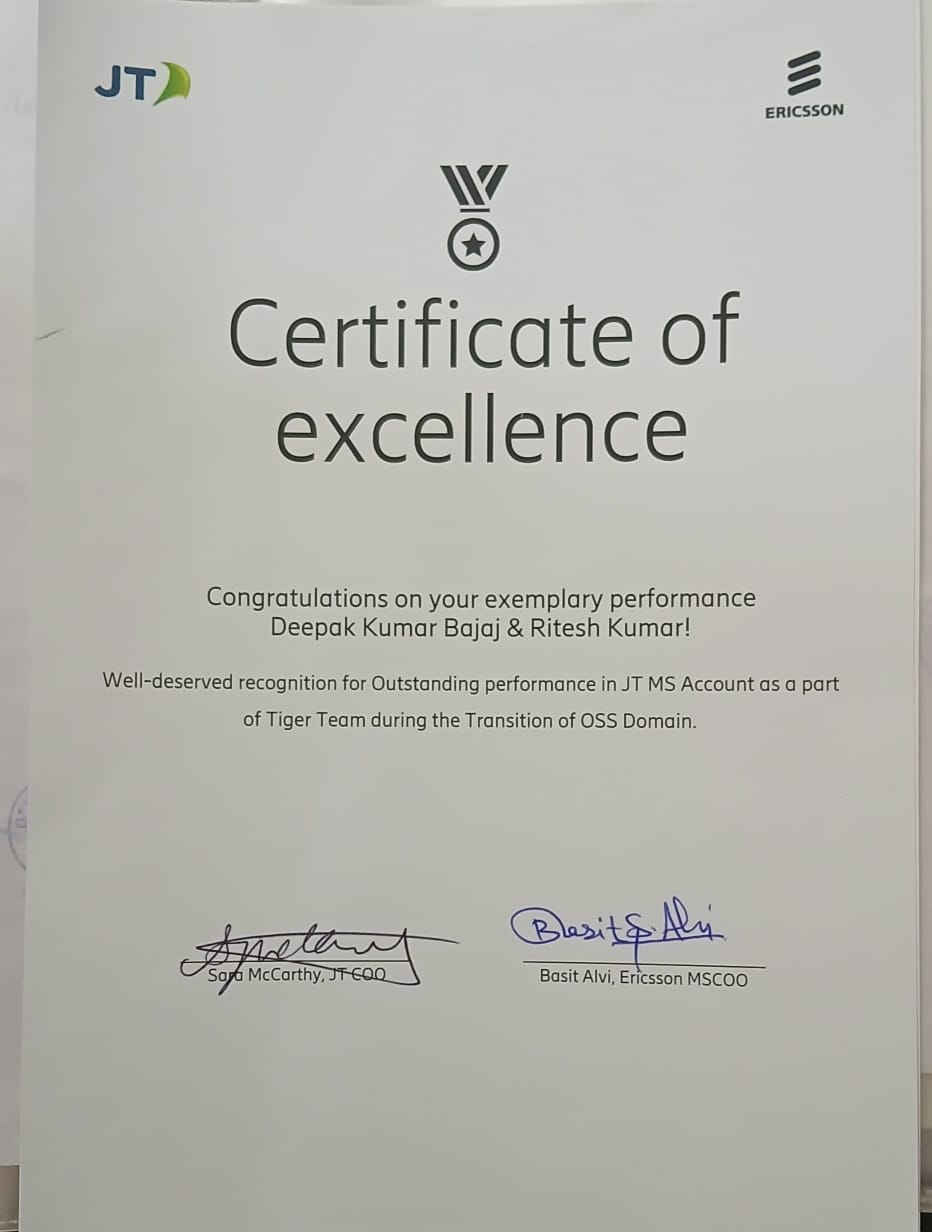 JT
ERICSSON
Certificate of
excellence
Congratulations on your exemplary performance
Deepak Kumar Bajaj & Ritesh Kumar!
Well-deserved recognition for Outstanding performance in JT MS Account as a part
of Tiger Team during the Transition of OSS Domain.
Basit S. Alvi
Sara McCarthy, JT COO
Basit Alvi, Ericsson MSCOO